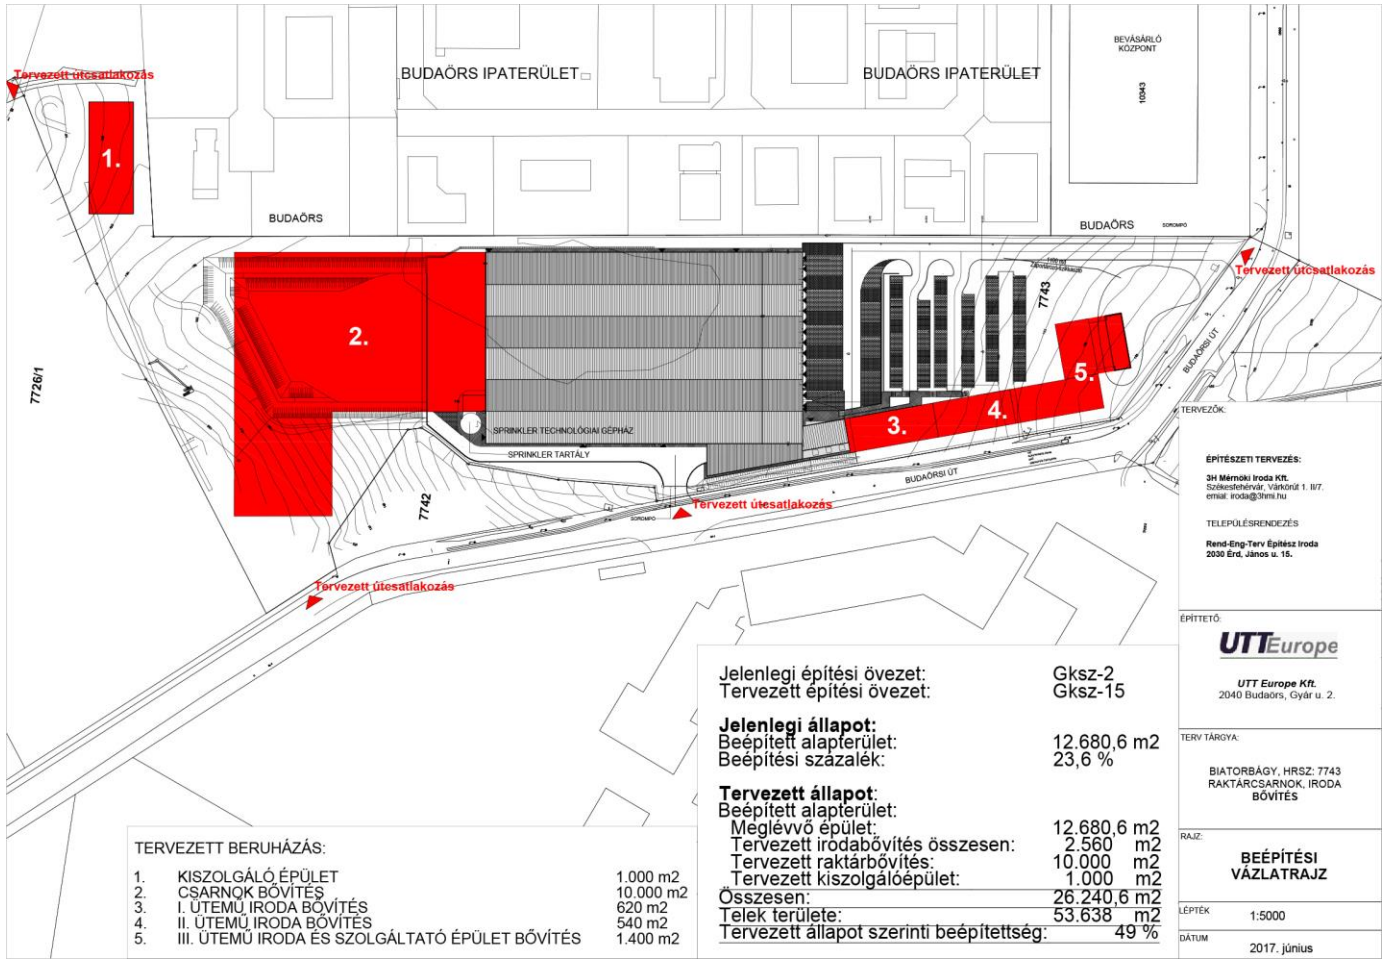 Tervezett útcsatlakozás
BUDAÖRS IPATERÜLET
BUDAÖRS IPATERÜLET
BEVÁSÁRLÓ
KÖZPONT
10343
1.
BUDAÖRS
BUDAÖRS
SOROMPÓ
Tervezett útcsatlakozás
7743
2.
7726/1
5.
4.
3.
BUDAÖRSI ÚT
SPRINKLER TECHNOLÓGIAI GÉPHÁZ
SPRINKLER TARTÁLY
BUDAÖRSI ÚT
7742
Tervezett útcsatlakozás
SOROMPÓ
Tervezett útcsatlakozás
TERVEZŐK:
ÉPÍTÉSZETI TERVEZÉS:
3H Mérnöki Iroda Kft.
Székesfehérvár, Várkörút 1. II/7.
emial: iroda@3hmi.hu
TELEPÜLÉSRENDEZÉS
Rend-Eng-Terv Építész Iroda
2030 Érd, János u. 15.
ÉPÍTTETŐ:
UTT Europe
UTT Europe Kft.
2040 Budaörs, Gyár u. 2.
TERV TÁRGYA:
BIATORBÁGY, HRSZ: 7743
RAKTÁRCSARNOK, IRODA
BŐVÍTÉS
RAJZ:
BEÉPÍTÉSI
VÁZLATRAJZ
LÉPTÉK
1:5000
DÁTUM
2017. június
Jelenlegi építési övezet: Gksz-2
Tervezett építési övezet: Gksz-15
Jelenlegi állapot:
Beépített alapterület: 12.680,6 m2
Beépítési százalék: 23,6 %
Tervezett állapot:
Beépített alapterület:
Meglévvő épület: 12.680,6 m2
Tervezett irodabővítés összesen: 2.560 m2
Tervezett raktárbővítés: 10.000 m2
Tervezett kiszolgálóépület: 1.000 m2
Összesen: 26.240,6 m2
Telek területe: 53.638 m2
Tervezett állapot szerinti beépítettség: 49 %
TERVEZETT BERUHÁZÁS:
1. KISZOLGÁLÓ ÉPÜLET 1.000 m2
2. CSARNOK BŐVÍTÉS 10.000 m2
3. I. ÜTEMŰ IRODA BŐVÍTÉS 620 m2
4. II. ÜTEMŰ IRODA BŐVÍTÉS 540 m2
5. III. ÜTEMŰ IRODA ÉS SZOLGÁLTATÓ ÉPÜLET BŐVÍTÉS 1.400 m2